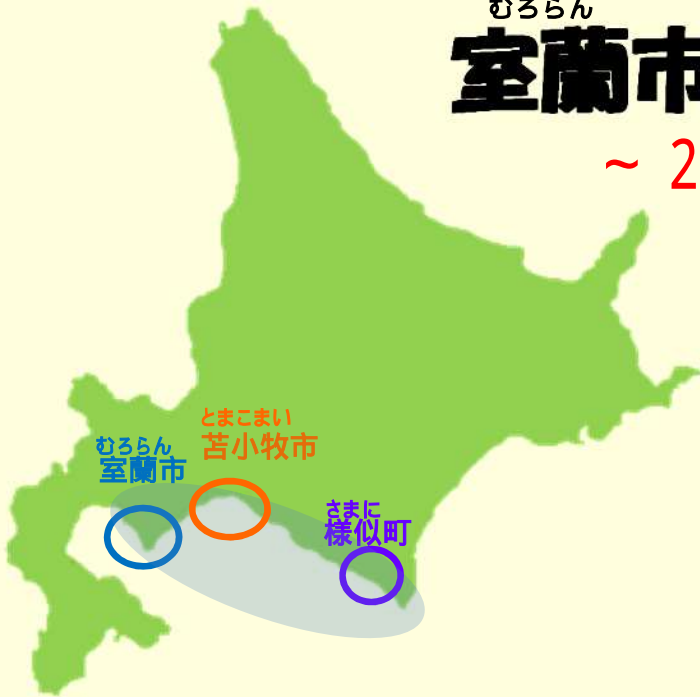 むろらん
室蘭市
～ 2
とまこまい
苫小牧市
むろらん
室蘭市
さまに
様似町